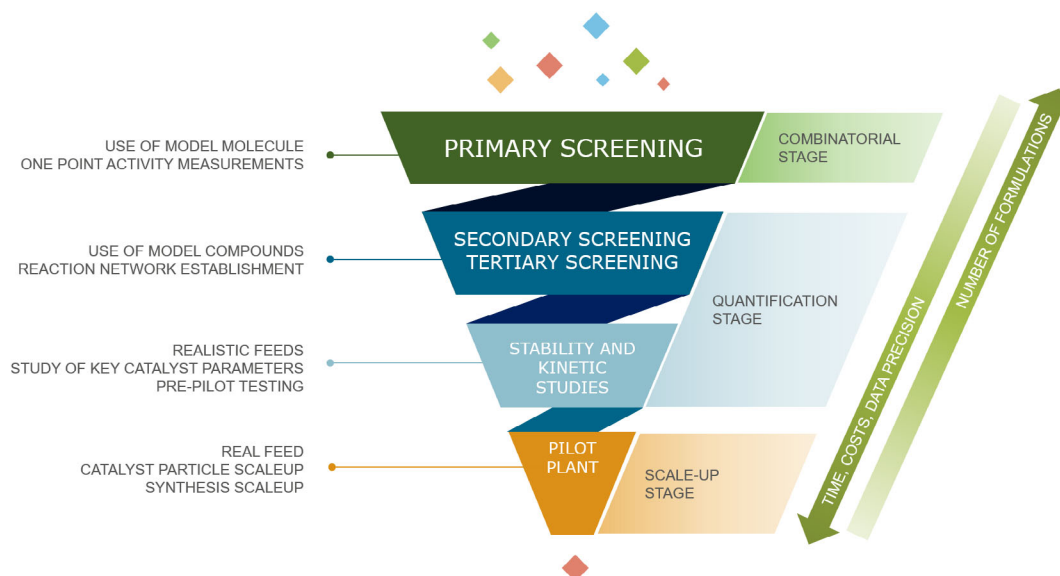 USE OF MODEL MOLECULE
ONE POINT ACTIVITY MEASUREMENTS
PRIMARY SCREENING
COMBINATORIAL
STAGE
USE OF MODEL COMPOUNDS
REACTION NETWORK ESTABLISHMENT
SECONDARY SCREENING
TERTIARY SCREENING
QUANTIFICATION
STAGE
REALISTIC FEEDS
STUDY OF KEY CATALYST PARAMETERS
PRE-PILOT TESTING
STABILITY AND
KINETIC
STUDIES
REAL FEED
CATALYST PARTICLE SCALEUP
SYNTHESIS SCALEUP
PILOT
PLANT
SCALE-UP
STAGE
TIME, COSTS, DATA PRECISION
NUMBER OF FORMULATIONS